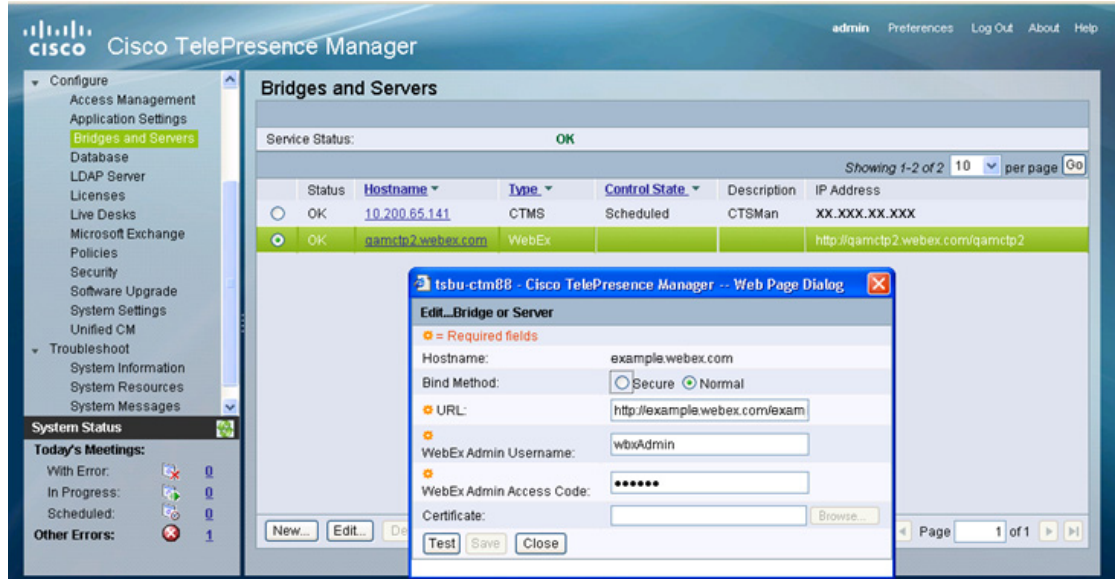 CISCO Cisco TelePresence Manager
admin Preferences Log Out About Help
Configure
Access Management
Application Settings
Bridges and Servers
Database
LDAP Server
Licenses
Live Desks
Microsoft Exchange
Policies
Security
Software Upgrade
System Settings
Unified CM
Troubleshoot
System Information
System Resources
System Messages
System Status
Today's Meetings:
With Error: 0
In Progress: 0
Scheduled: 0
Other Errors: 1
Bridges and Servers
Service Status: OK
Showing 1-2 of 2 10 per page Go
Status Hostname Type Control State Description IP Address
OK 10.200.65.141 CTMS Scheduled CTSMan XX.XXX.XX.XXX
OK qamctp2.webex.com WebEx http://qamctp2.webex.com/qamctp2
tsbu-ctm88 - Cisco TelePresence Manager -- Web Page Dialog
Edit...Bridge or Server
= Required fields
Hostname: example.webex.com
Bind Method: Secure Normal
URL: http://example.webex.com/exam
WebEx Admin Username: wbxAdmin
WebEx Admin Access Code: ••••••
Certificate: Browse...
Test Save Close
New... Edit... De
Page 1 of 1